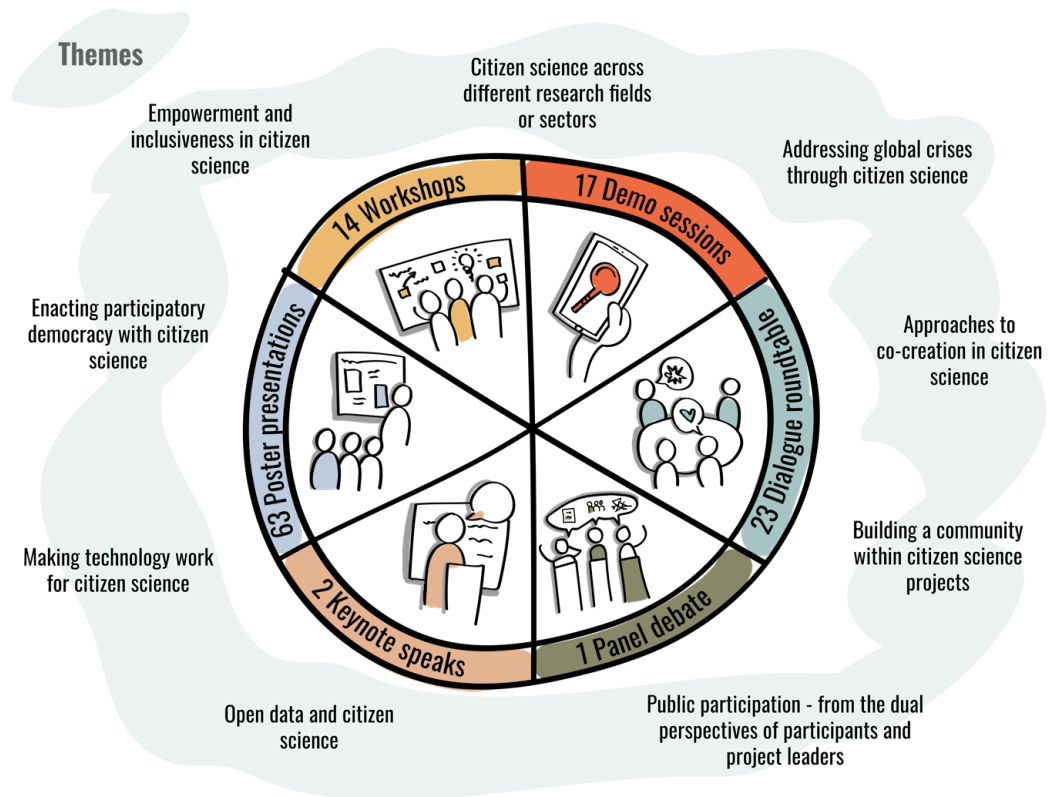 Themes
Citizen science across
different research fields
or sectors
Empowerment and
inclusiveness in citizen
science
Addressing global crises
through citizen science
14 Workshops
17 Demo sessions
Enacting participatory
democracy with citizen
science
Approaches to
co-creation in citizen
science
63 Poster presentations
23 Dialogue roundtable
Making technology work
for citizen science
Building a community
within citizen science
projects
2 Keynote speaks
1 Panel debate
Open data and citizen
science
Public participation - from the dual
perspectives of participants and
project leaders